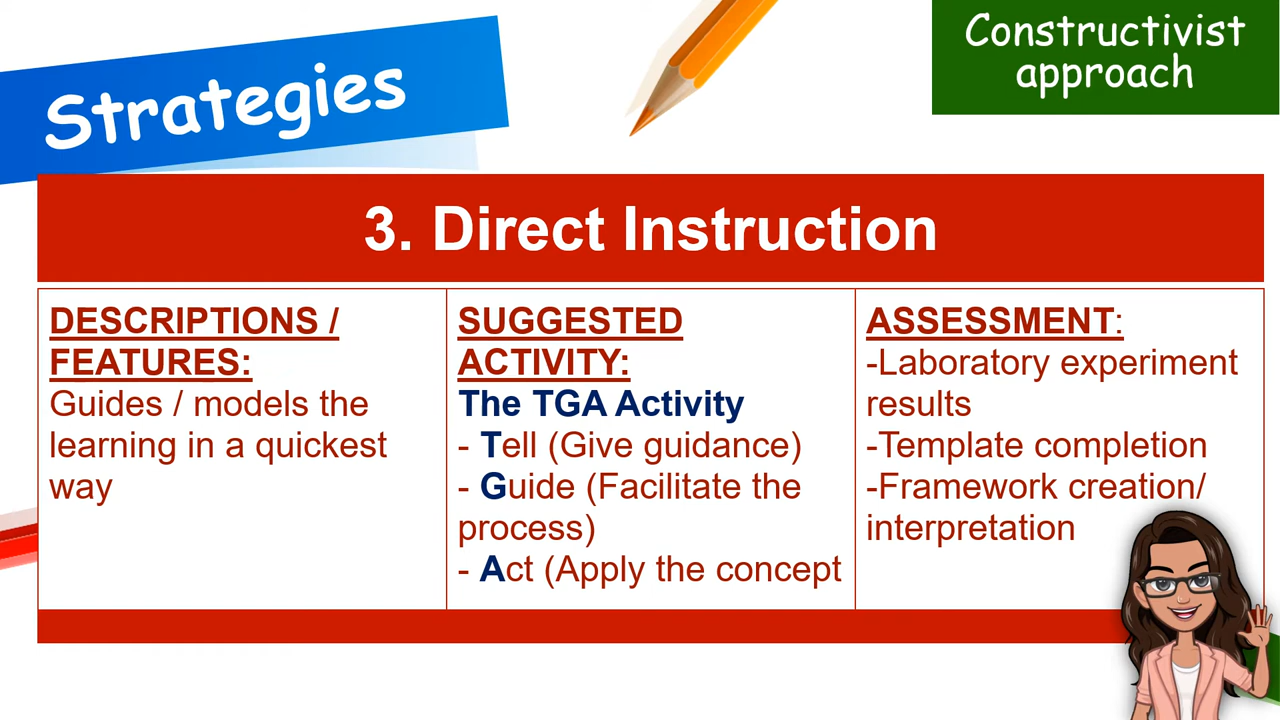 Strategies
Constructivist
approach
3. Direct Instruction
DESCRIPTIONS /
FEATURES:
Guides / models the
learning in a quickest
way
SUGGESTED
ACTIVITY:
The TGA Activity
- Tell (Give guidance)
- Guide (Facilitate the
process)
- Act (Apply the concept
ASSESSMENT:
-Laboratory experiment
results
-Template completion
-Framework creation/
interpretation